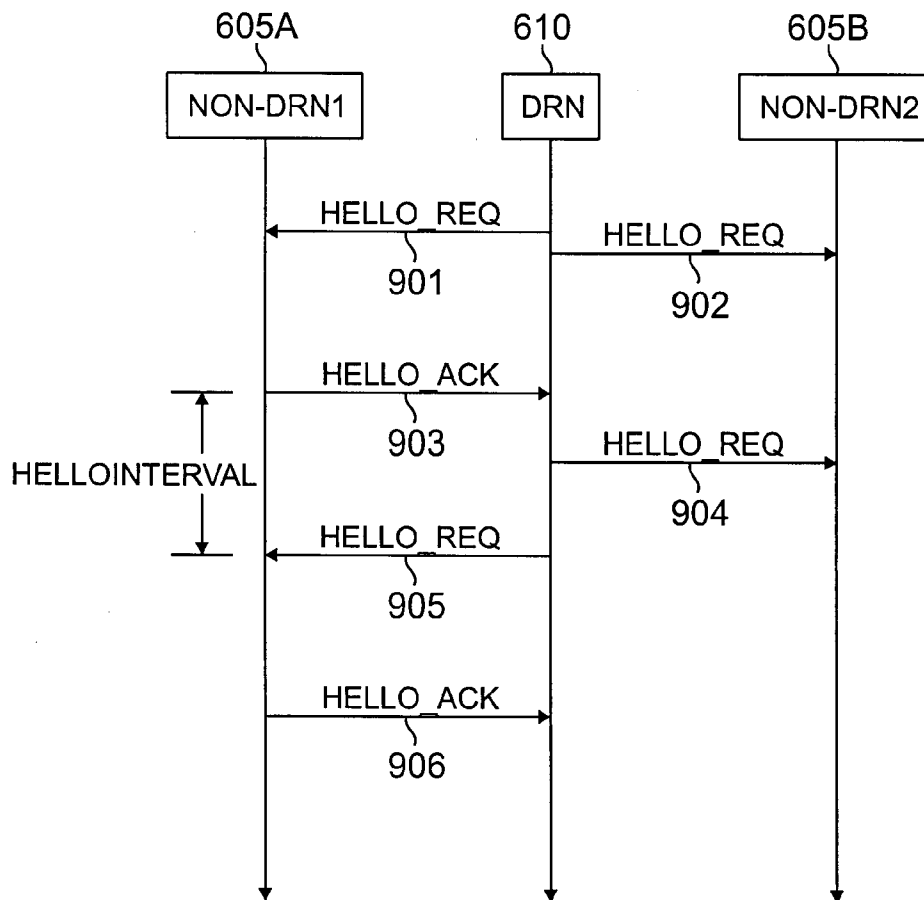 605A
610
605B
NON-DRN1
DRN
NON-DRN2
HELLO_REQ
901
HELLO_REQ
902
HELLO_ACK
903
HELLOINTERVAL
HELLO_REQ
904
HELLO_REQ
905
HELLO_ACK
906